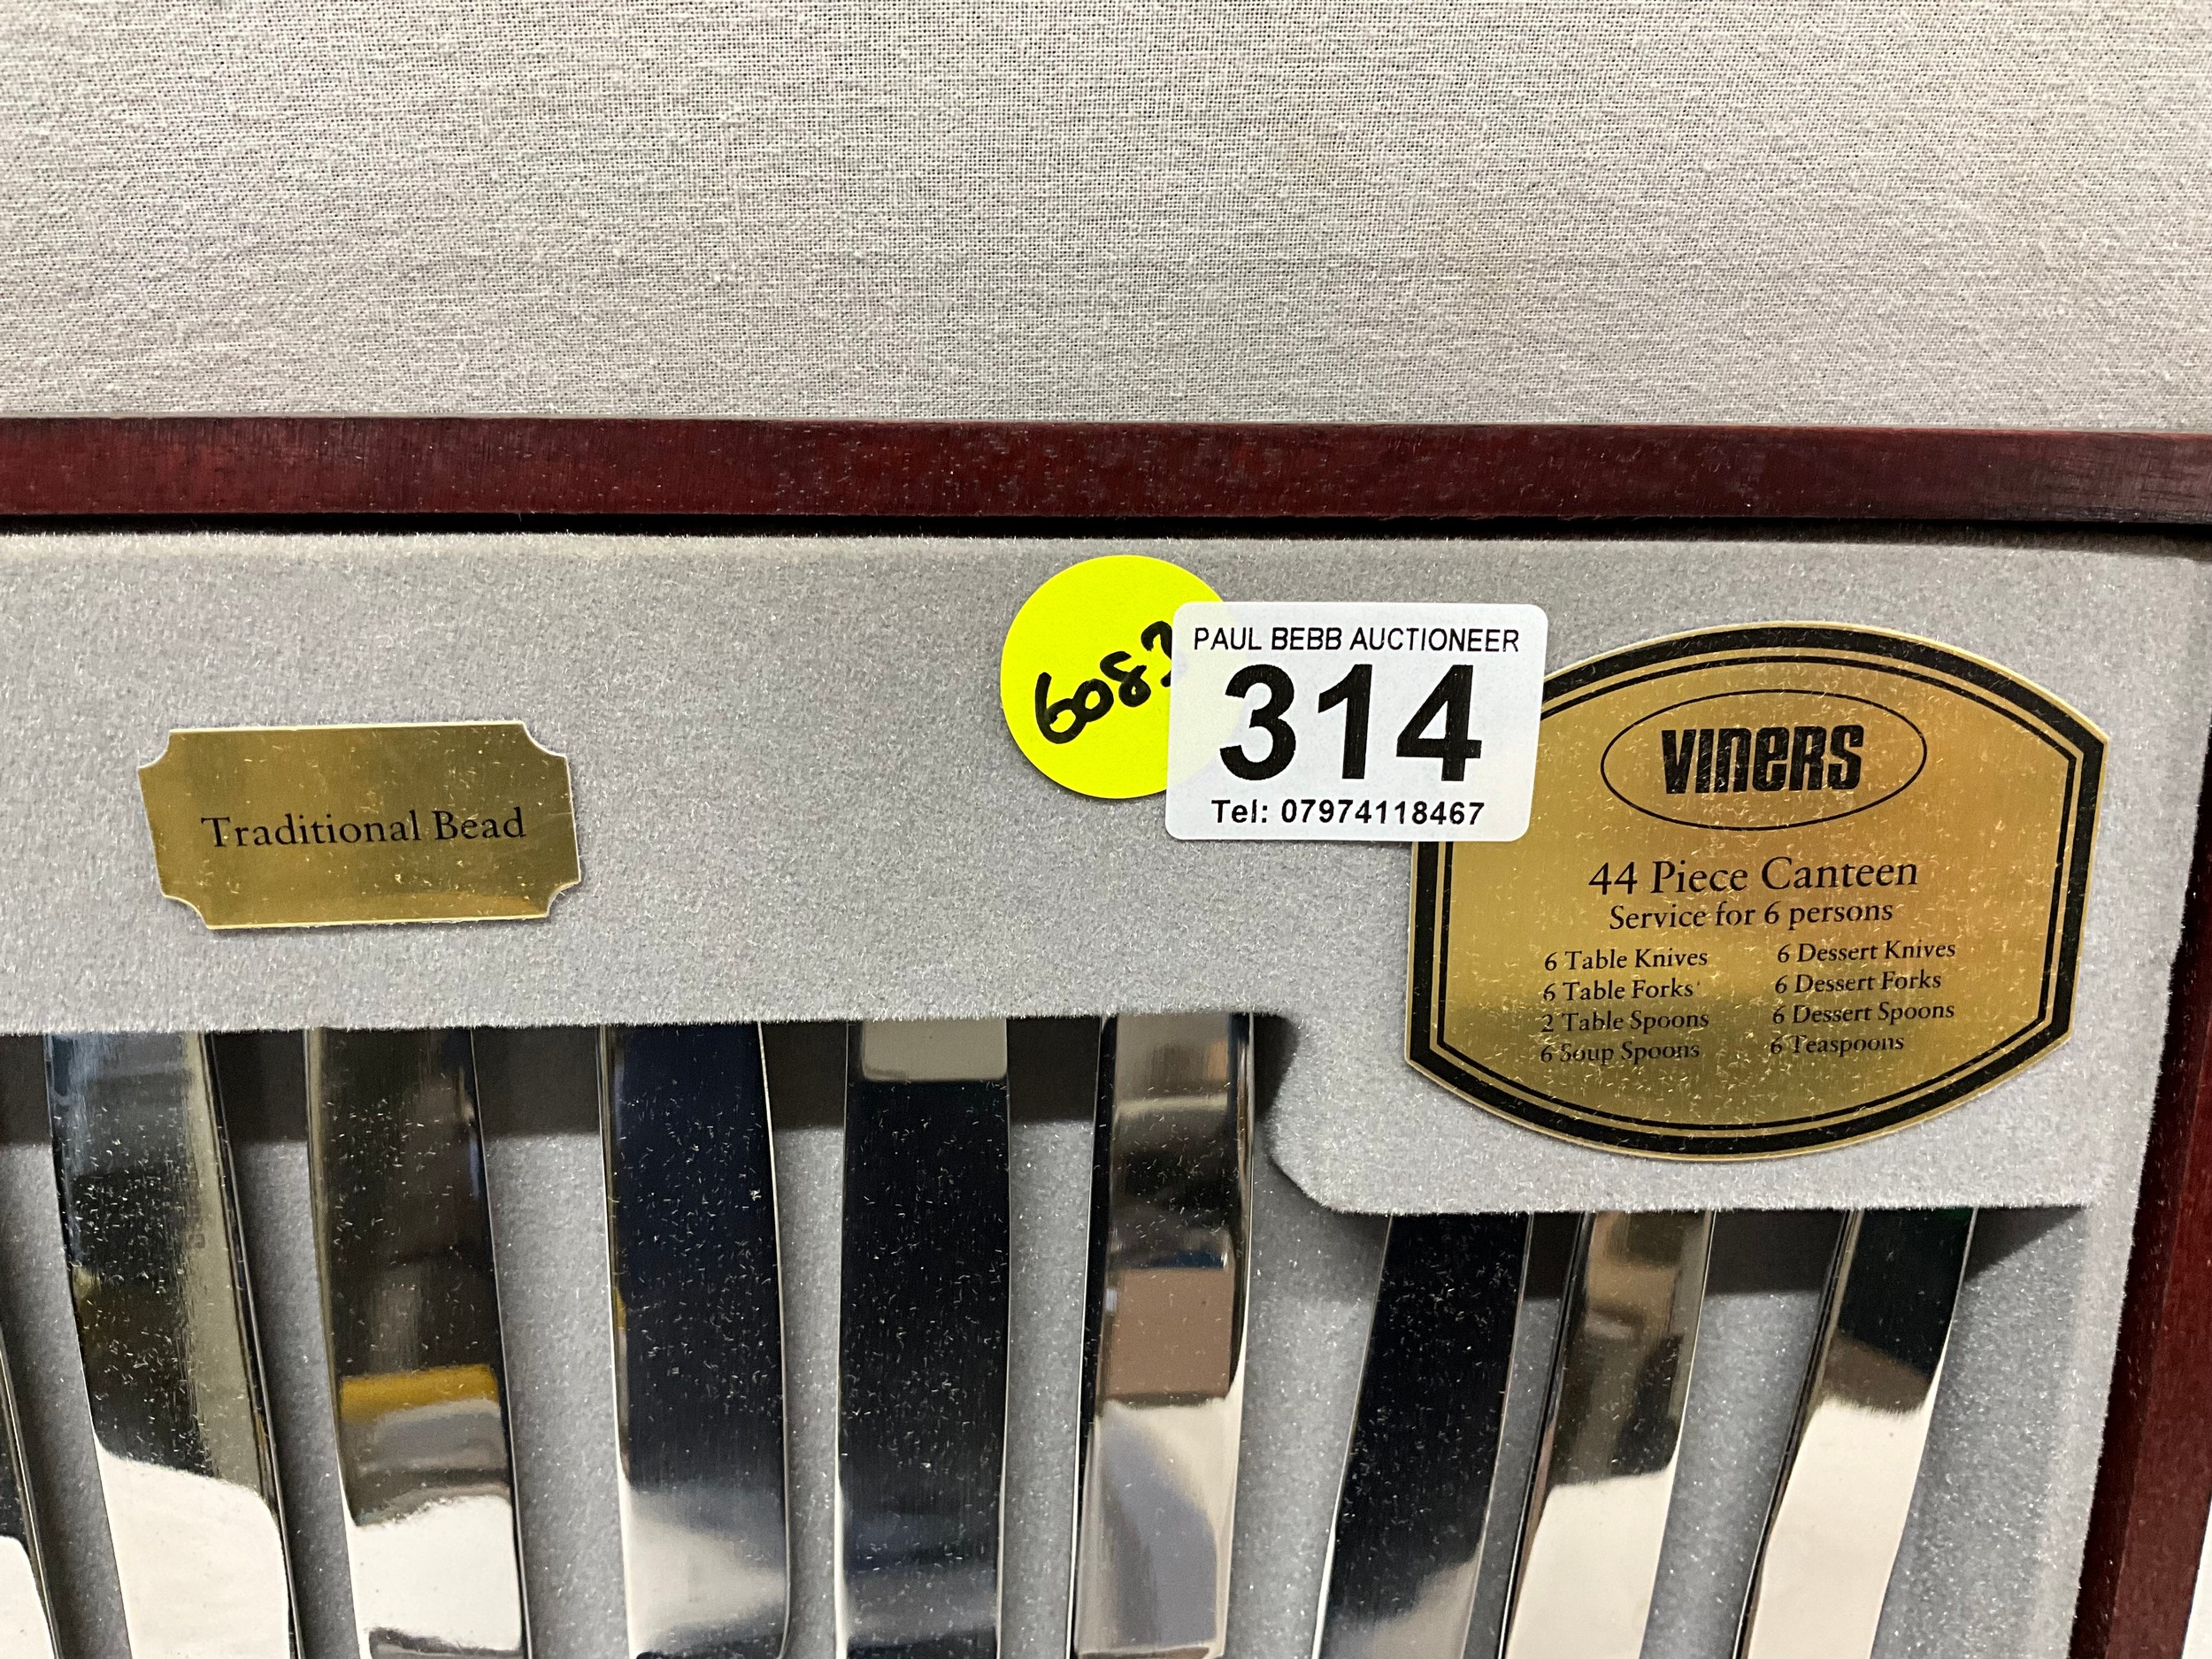 Traditional Bead
PAUL BEBB AUCTIONEER
314
Tel: 07974118467
VINERS
44 Piece Canteen
Service for 6 persons
6 Table Knives
6 Table Forks
2 Table Spoons
6 Soup Spoons
6 Dessert Knives
6 Dessert Forks
6 Dessert Spoons
6 Teaspoons